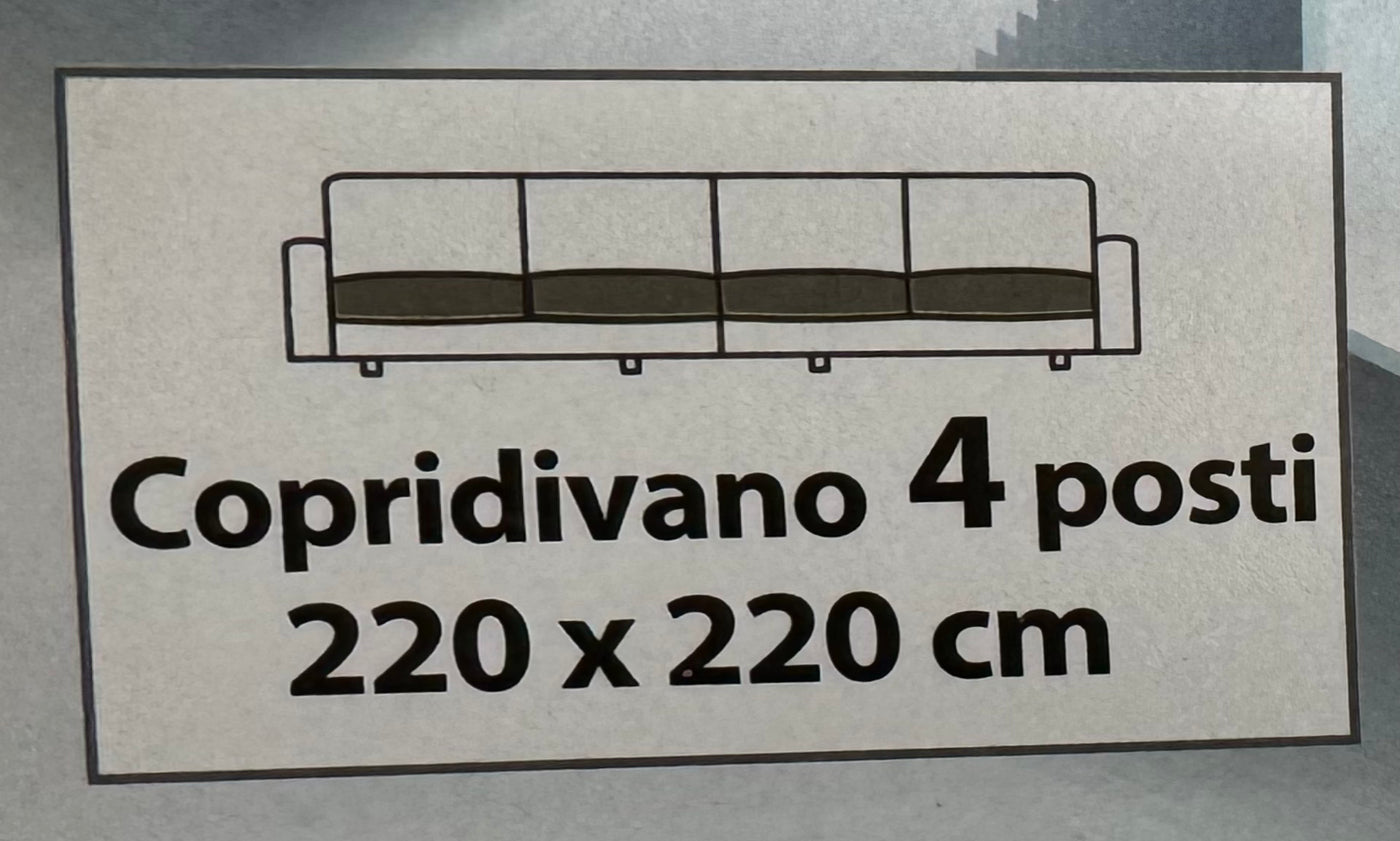 Copridivano 4 posti
220 x 220 cm